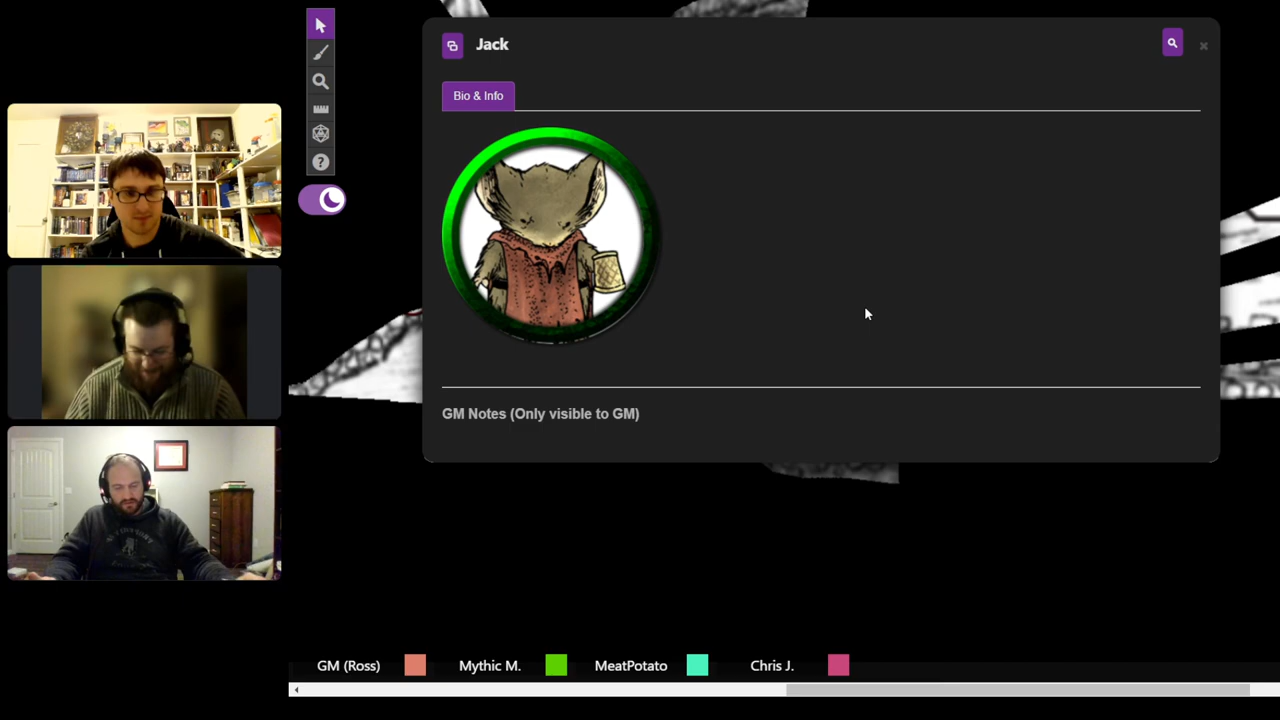 Jack
Bio & Info
GM Notes (Only visible to GM)
GM (Ross)
Mythic M.
MeatPotato
Chris J.